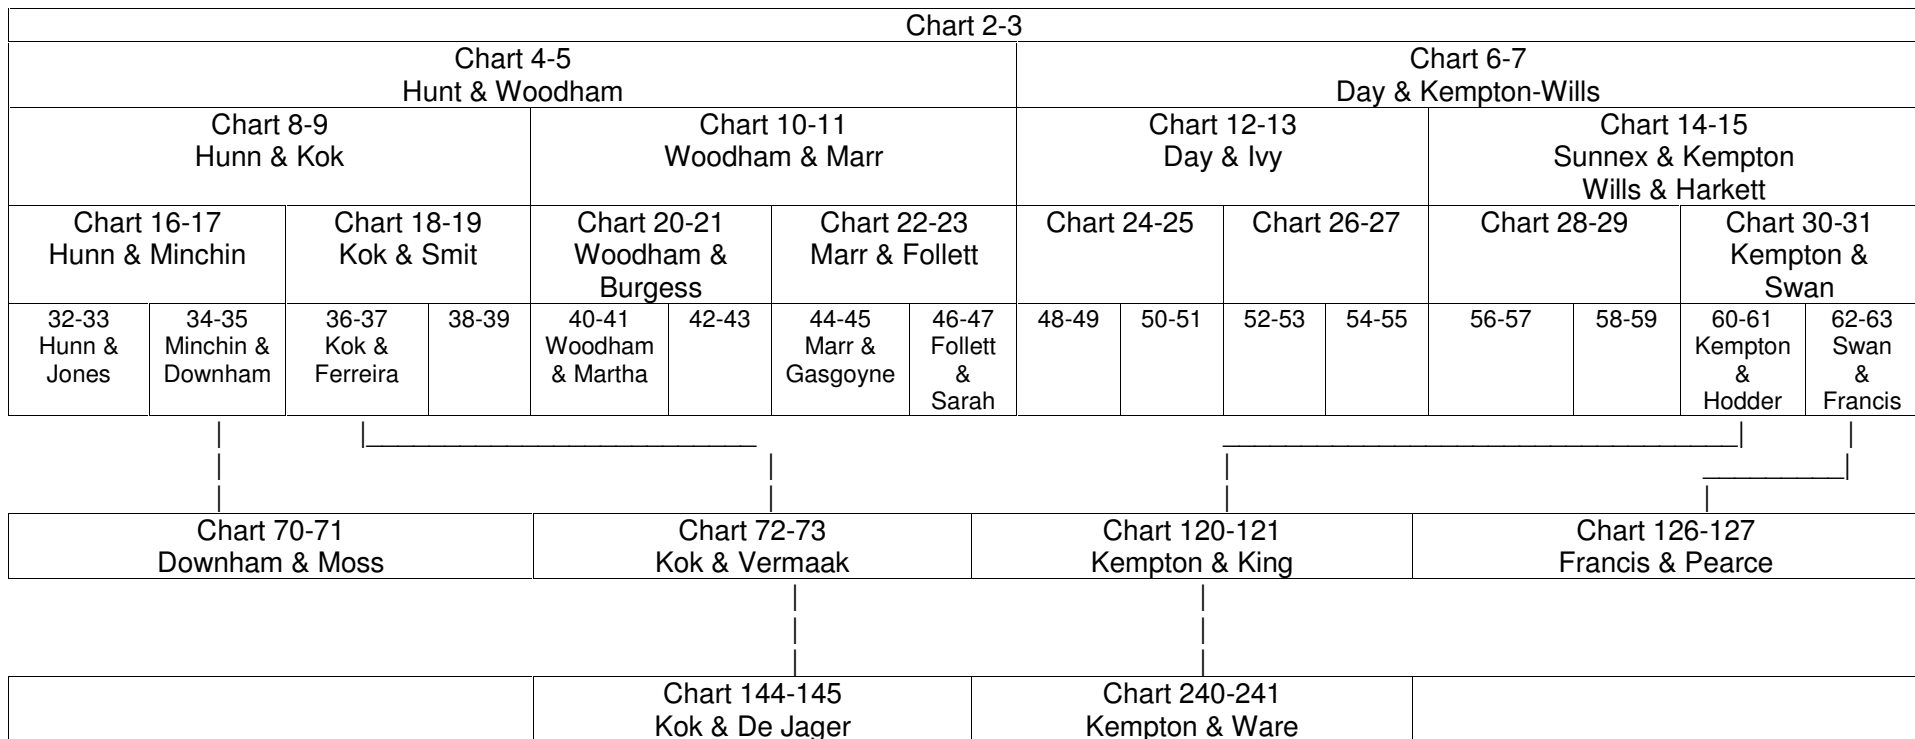 Chart 2-3
Chart 4-5
Hunt & Woodham
Chart 6-7
Day & Kempton-Wills
Chart 8-9
Hunn & Kok
Chart 10-11
Woodham & Marr
Chart 12-13
Day & Ivy
Chart 14-15
Sunnex & Kempton
Wills & Harkett
Chart 16-17
Hunn & Minchin
Chart 18-19
Kok & Smit
Chart 20-21
Woodham &
Burgess
Chart 22-23
Marr & Follett
Chart 24-25
Chart 26-27
Chart 28-29
Chart 30-31
Kempton &
Swan
32-33
Hunn &
Jones
34-35
Minchin &
Downham
36-37
Kok &
Ferreira
38-39
40-41
Woodham
& Martha
42-43
44-45
Marr &
Gasgoyne
46-47
Follett
&
Sarah
48-49
50-51
52-53
54-55
56-57
58-59
60-61
Kempton
&
Hodder
62-63
Swan
&
Francis
Chart 70-71
Downham & Moss
Chart 72-73
Kok & Vermaak
Chart 120-121
Kempton & King
Chart 126-127
Francis & Pearce
Chart 144-145
Kok & De Jager
Chart 240-241
Kempton & Ware